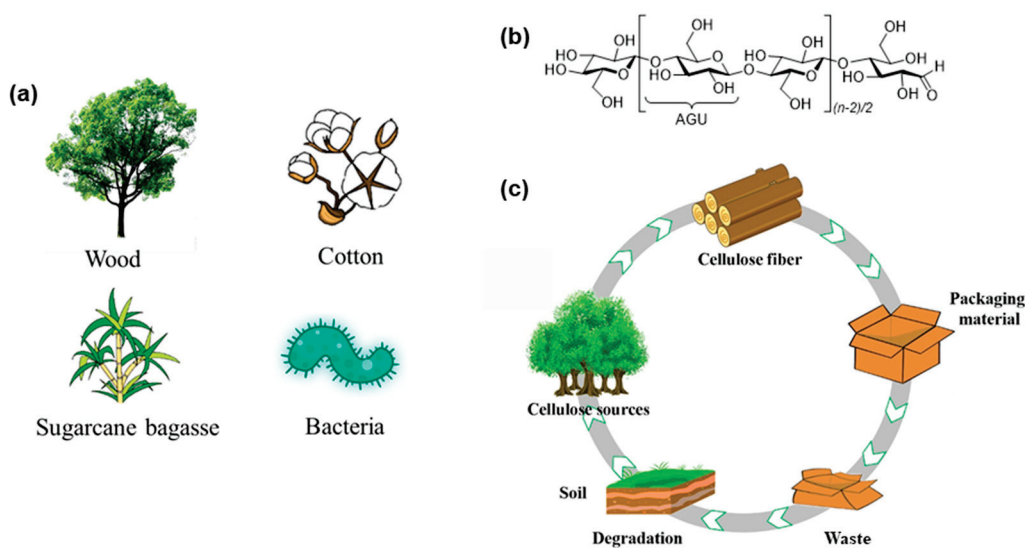 (a)
Wood
Cotton
Sugarcane bagasse
Bacteria
(b)
OH
OH
HO
HO
O
OH
O
OH
O
HO
OH
AGU
OH
OH
O
O
OH
O
OH
HO
OH
O
(n-2)/2
(c)
Cellulose fiber
Packaging
material
Cellulose sources
Soil
Degradation
Waste